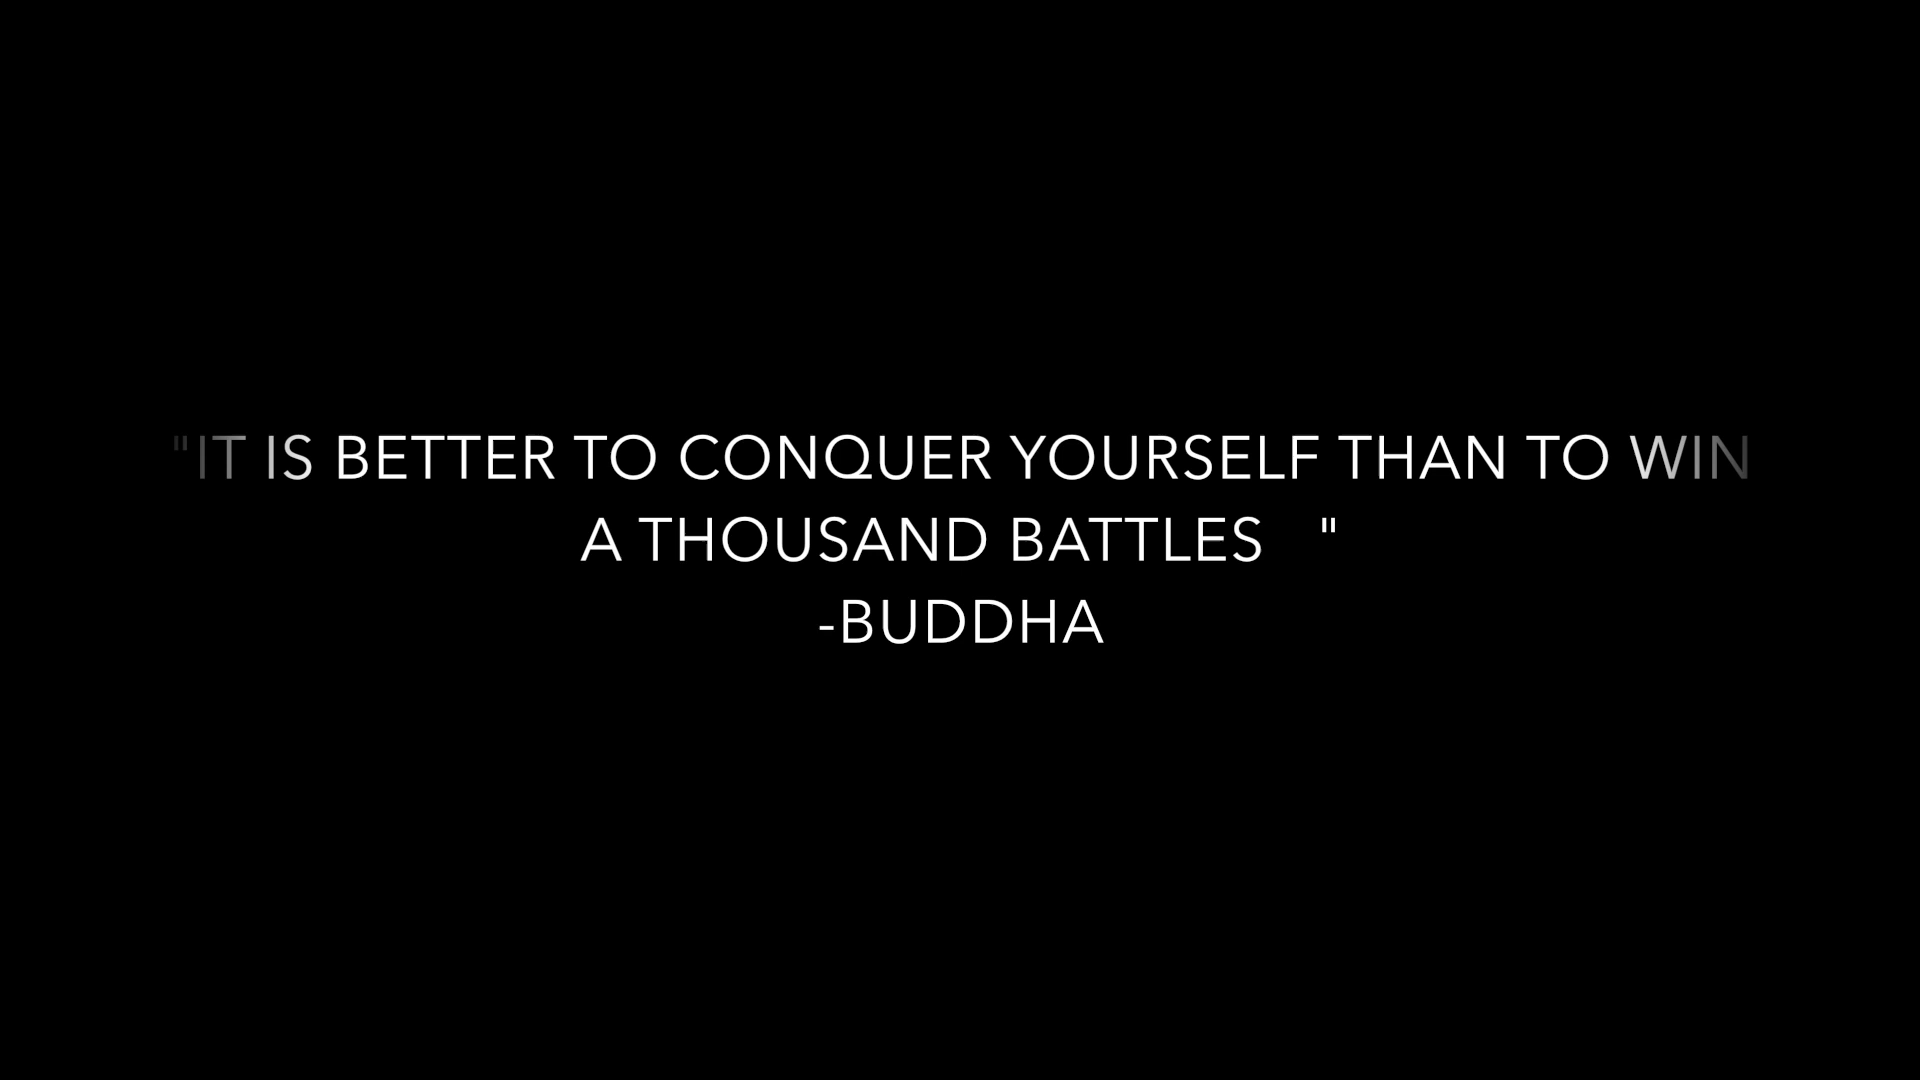 "IT IS BETTER TO CONQUER YOURSELF THAN TO WIN
A THOUSAND BATTLES "
-BUDDHA